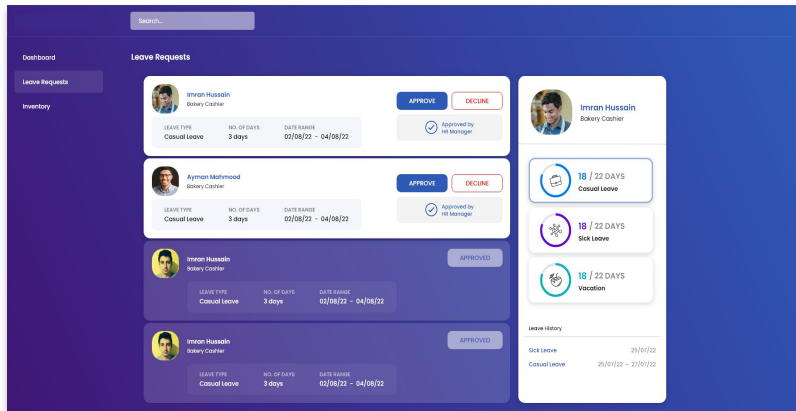 Search...
Dashboard
Leave Requests
Inventory
Leave Requests
Imran Hussain
Bakery Cashier
APPROVE
DECLINE
LEAVE TYPE NO. OF DAYS DATE RANGE
Casual Leave 3 days 02/08/22 - 04/08/22
Approved by
HR Manager
Ayman Mahmood
Bakery Cashier
APPROVE
DECLINE
LEAVE TYPE NO. OF DAYS DATE RANGE
Casual Leave 3 days 02/08/22 - 04/08/22
Approved by
HR Manager
Imran Hussain
Bakery Cashier
APPROVED
LEAVE TYPE NO. OF DAYS DATE RANGE
Casual Leave 3 days 02/08/22 - 04/08/22
Imran Hussain
Bakery Cashier
APPROVED
LEAVE TYPE NO. OF DAYS DATE RANGE
Casual Leave 3 days 02/08/22 - 04/08/22
Imran Hussain
Bakery Cashier
18 / 22 DAYS
Casual Leave
18 / 22 DAYS
Sick Leave
18 / 22 DAYS
Vacation
Leave History
Sick Leave 25/07/22
Casual Leave 25/07/22 - 27/07/22